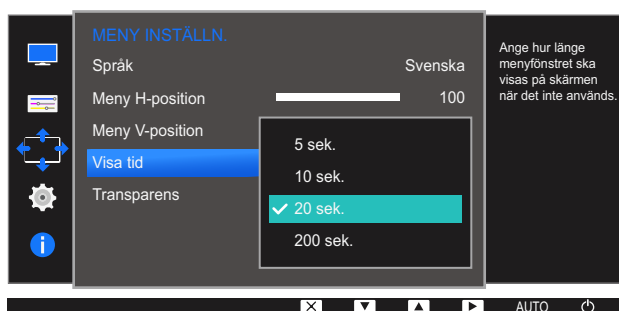 MENY INSTÄLLN.
Språk Svenska
Meny H-position 100
Meny V-position
Visa tid
Transparens
5 sek.
10 sek.
20 sek.
200 sek.
Ange hur länge
menyfönstret ska
visas på skärmen
när det inte används.
AUTO